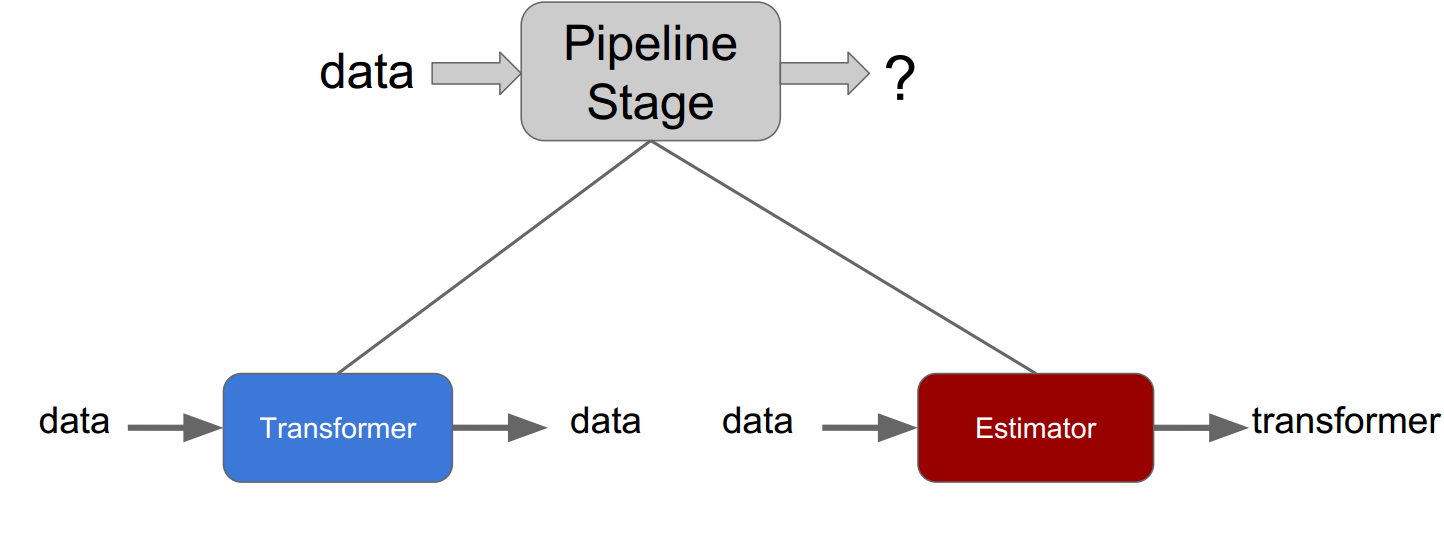 data
Pipeline
Stage
?
data
Transformer
data
data
Estimator
transformer